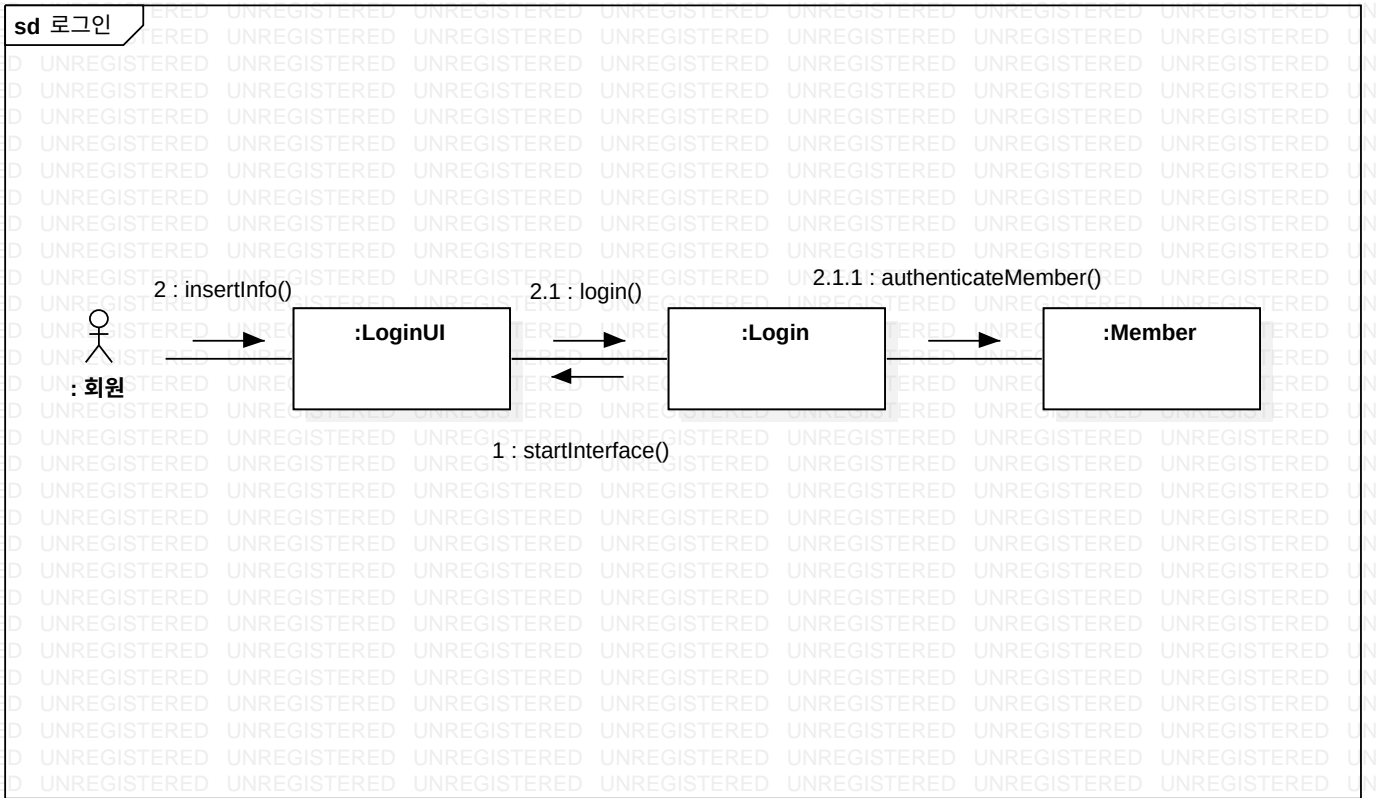 sd 로그인
2 : insertInfo()
2.1 : login()
2.1.1 : authenticateMember()
:LoginUI
:Login
:Member
: 회원
1 : startInterface()
UNREGISTERED